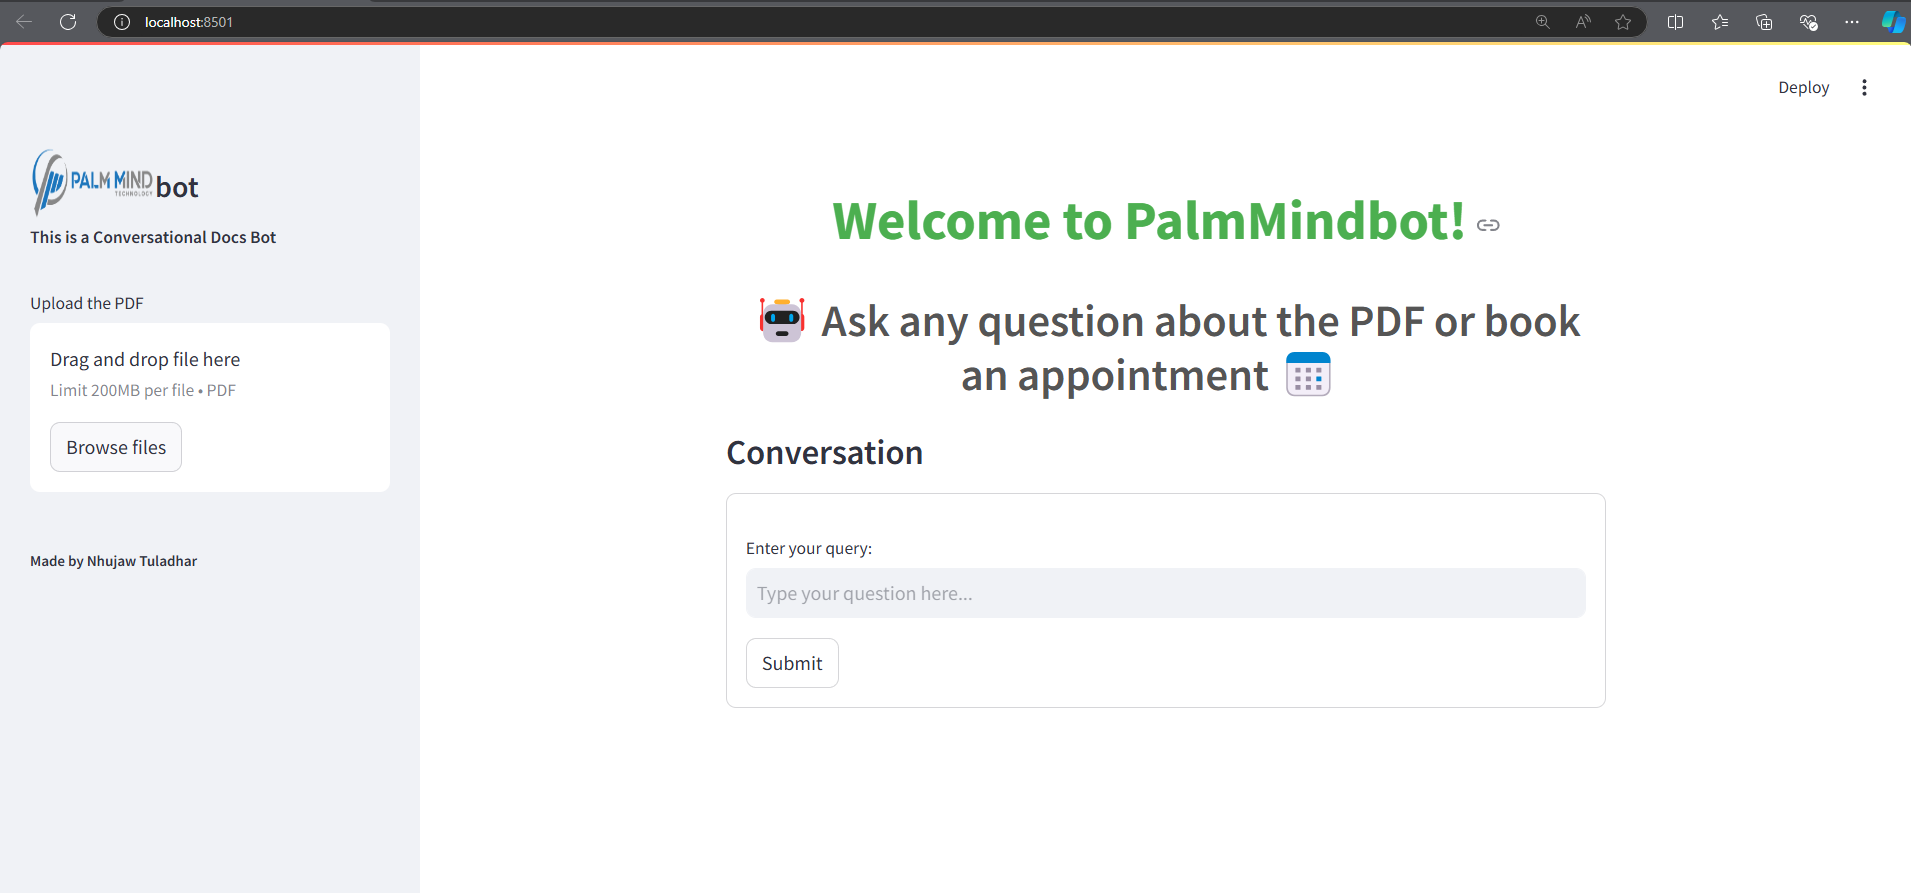 localhost:8501
Deploy
PALM MIND
TECHNOLOGY
bot
This is a Conversational Docs Bot
Upload the PDF
Drag and drop file here
Limit 200MB per file • PDF
Browse files
Made by Nhujaw Tuladhar
Welcome to PalmMindbot!
Ask any question about the PDF or book
an appointment
Conversation
Enter your query:
Type your question here...
Submit